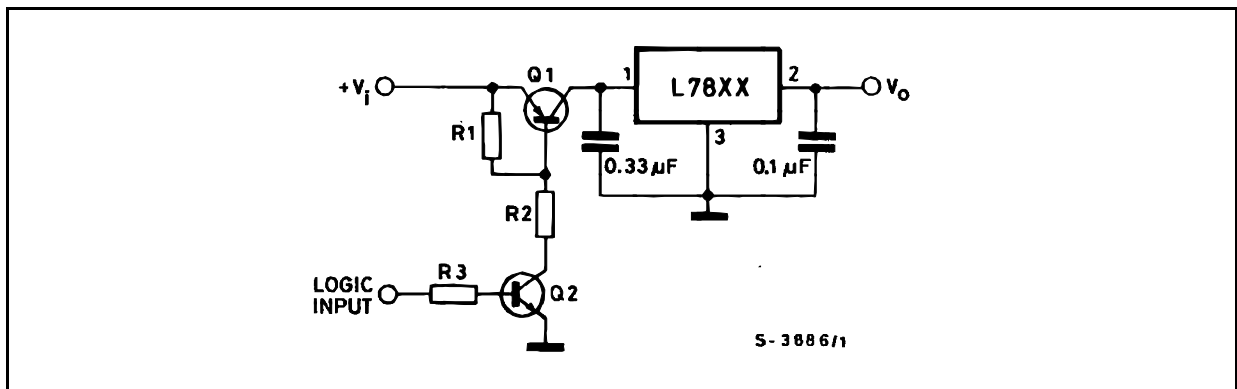 Q1
1
L78XX
2
+Vi
Vo
R1
3
0.33μF
0.1μF
R2
LOGIC
INPUT
R3
Q2
S-3886/1